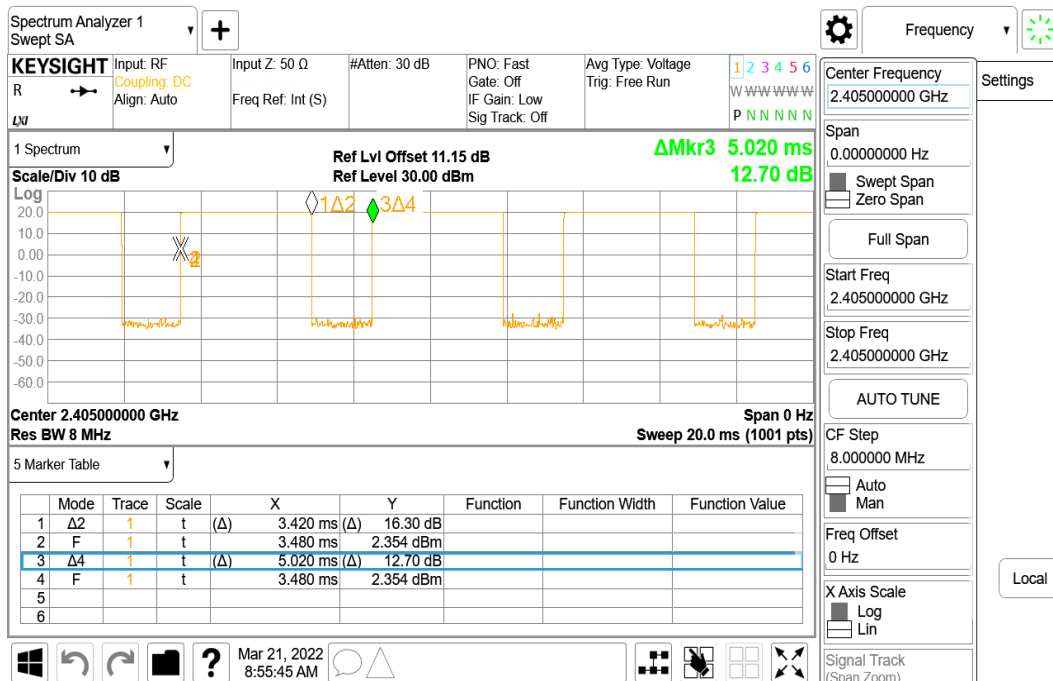 Spectrum Analyzer 1
Swept SA
Frequency
KEYSIGHT
R
LXI
Input: RF
Coupling: DC
Align: Auto
Input Z: 50 Ω
Freq Ref: Int (S)
#Atten: 30 dB
PNO: Fast
Gate: Off
IF Gain: Low
Sig Track: Off
Avg Type: Voltage
Trig: Free Run
1 2 3 4 5 6
W W W W W W
P N N N N N
Center Frequency
2.405000000 GHz
Settings
Span
0.00000000 Hz
Swept Span
Zero Span
Full Span
Start Freq
2.405000000 GHz
Stop Freq
2.405000000 GHz
AUTO TUNE
CF Step
8.000000 MHz
Auto
Man
Freq Offset
0 Hz
X Axis Scale
Log
Lin
Signal Track
(Span Zoom)
Local
1 Spectrum
Scale/Div 10 dB
Ref Lvl Offset 11.15 dB
Ref Level 30.00 dBm
ΔMkr3 5.020 ms
12.70 dB
Log
20.0
10.0
0.00
-10.0
-20.0
-30.0
-40.0
-50.0
-60.0
1Δ2
3Δ4
Center 2.405000000 GHz
Span 0 Hz
Res BW 8 MHz
Sweep 20.0 ms (1001 pts)
5 Marker Table
Mode Trace Scale X Y Function Function Width Function Value
1 Δ2 1 t (Δ) 3.420 ms (Δ) 16.30 dB
2 F 1 t 3.480 ms 2.354 dBm
3 Δ4 1 t (Δ) 5.020 ms (Δ) 12.70 dB
4 F 1 t 3.480 ms 2.354 dBm
5
6
?
Mar 21, 2022
8:55:45 AM